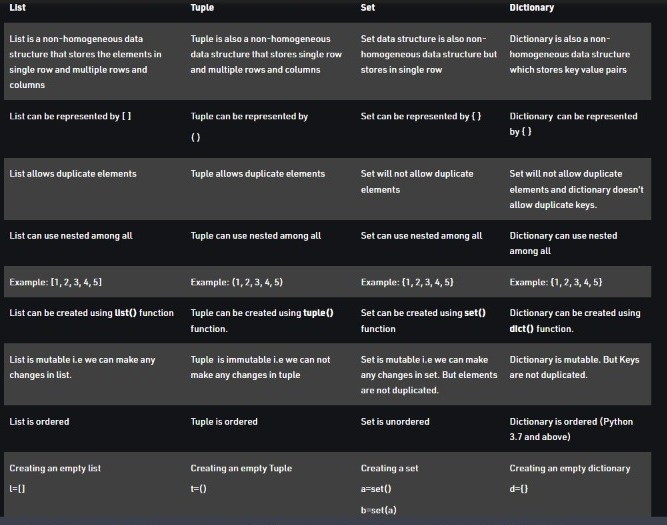 List Tuple Set Dictionary
List is a non-homogeneous data
structure that stores the elements in
single row and multiple rows and
columns
Tuple is also a non-homogeneous
data structure that stores single row
and multiple rows and columns
Set data structure is also non-
homogeneous data structure but
stores in single row
Dictionary is also a non-
homogeneous data structure
which stores key value pairs
List can be represented by [ ]
Tuple can be represented by
( )
Set can be represented by { }
Dictionary can be represented
by { }
List allows duplicate elements
Tuple allows duplicate elements
Set will not allow duplicate
elements
Set will not allow duplicate
elements and dictionary doesn't
allow duplicate keys.
List can use nested among all
Tuple can use nested among all
Set can use nested among all
Dictionary can use nested
among all
Example: [1, 2, 3, 4, 5]
Example: (1, 2, 3, 4, 5)
Example: {1, 2, 3, 4, 5}
Example: {1, 2, 3, 4, 5}
List can be created using list() function
Tuple can be created using tuple()
function.
Set can be created using set()
function
Dictionary can be created using
dict() function.
List is mutable i.e we can make any
changes in list.
Tuple is immutable i.e we can not
make any changes in tuple
Set is mutable i.e we can make
any changes in set. But elements
are not duplicated.
Dictionary is mutable. But Keys
are not duplicated.
List is ordered
Tuple is ordered
Set is unordered
Dictionary is ordered (Python
3.7 and above)
Creating an empty list
l=[]
Creating an empty Tuple
t=()
Creating a set
a=set()
b=set(a)
Creating an empty dictionary
d={}